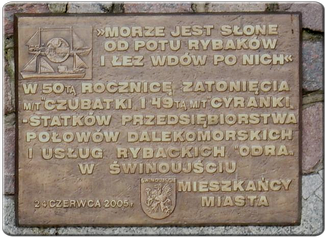 »MORZE JEST SŁONE
OD POTU RYBAKÓW
I ŁEZ WDÓW PO NICH«
W 50TĄ ROCZNICĘ ZATONIĘCIA
M/T "CZUBATKI, I 49TĄ M/T CYRANKI,
-STATKÓW PRZEDSIĘBIORSTWA
POŁOWÓW DALEKOMORSKICH
I USŁUG RYBACKICH "ODRA"
W ŚWINOUJŚCIU
MIESZKAŃCY
MIASTA
24 CZERWCA 2005r